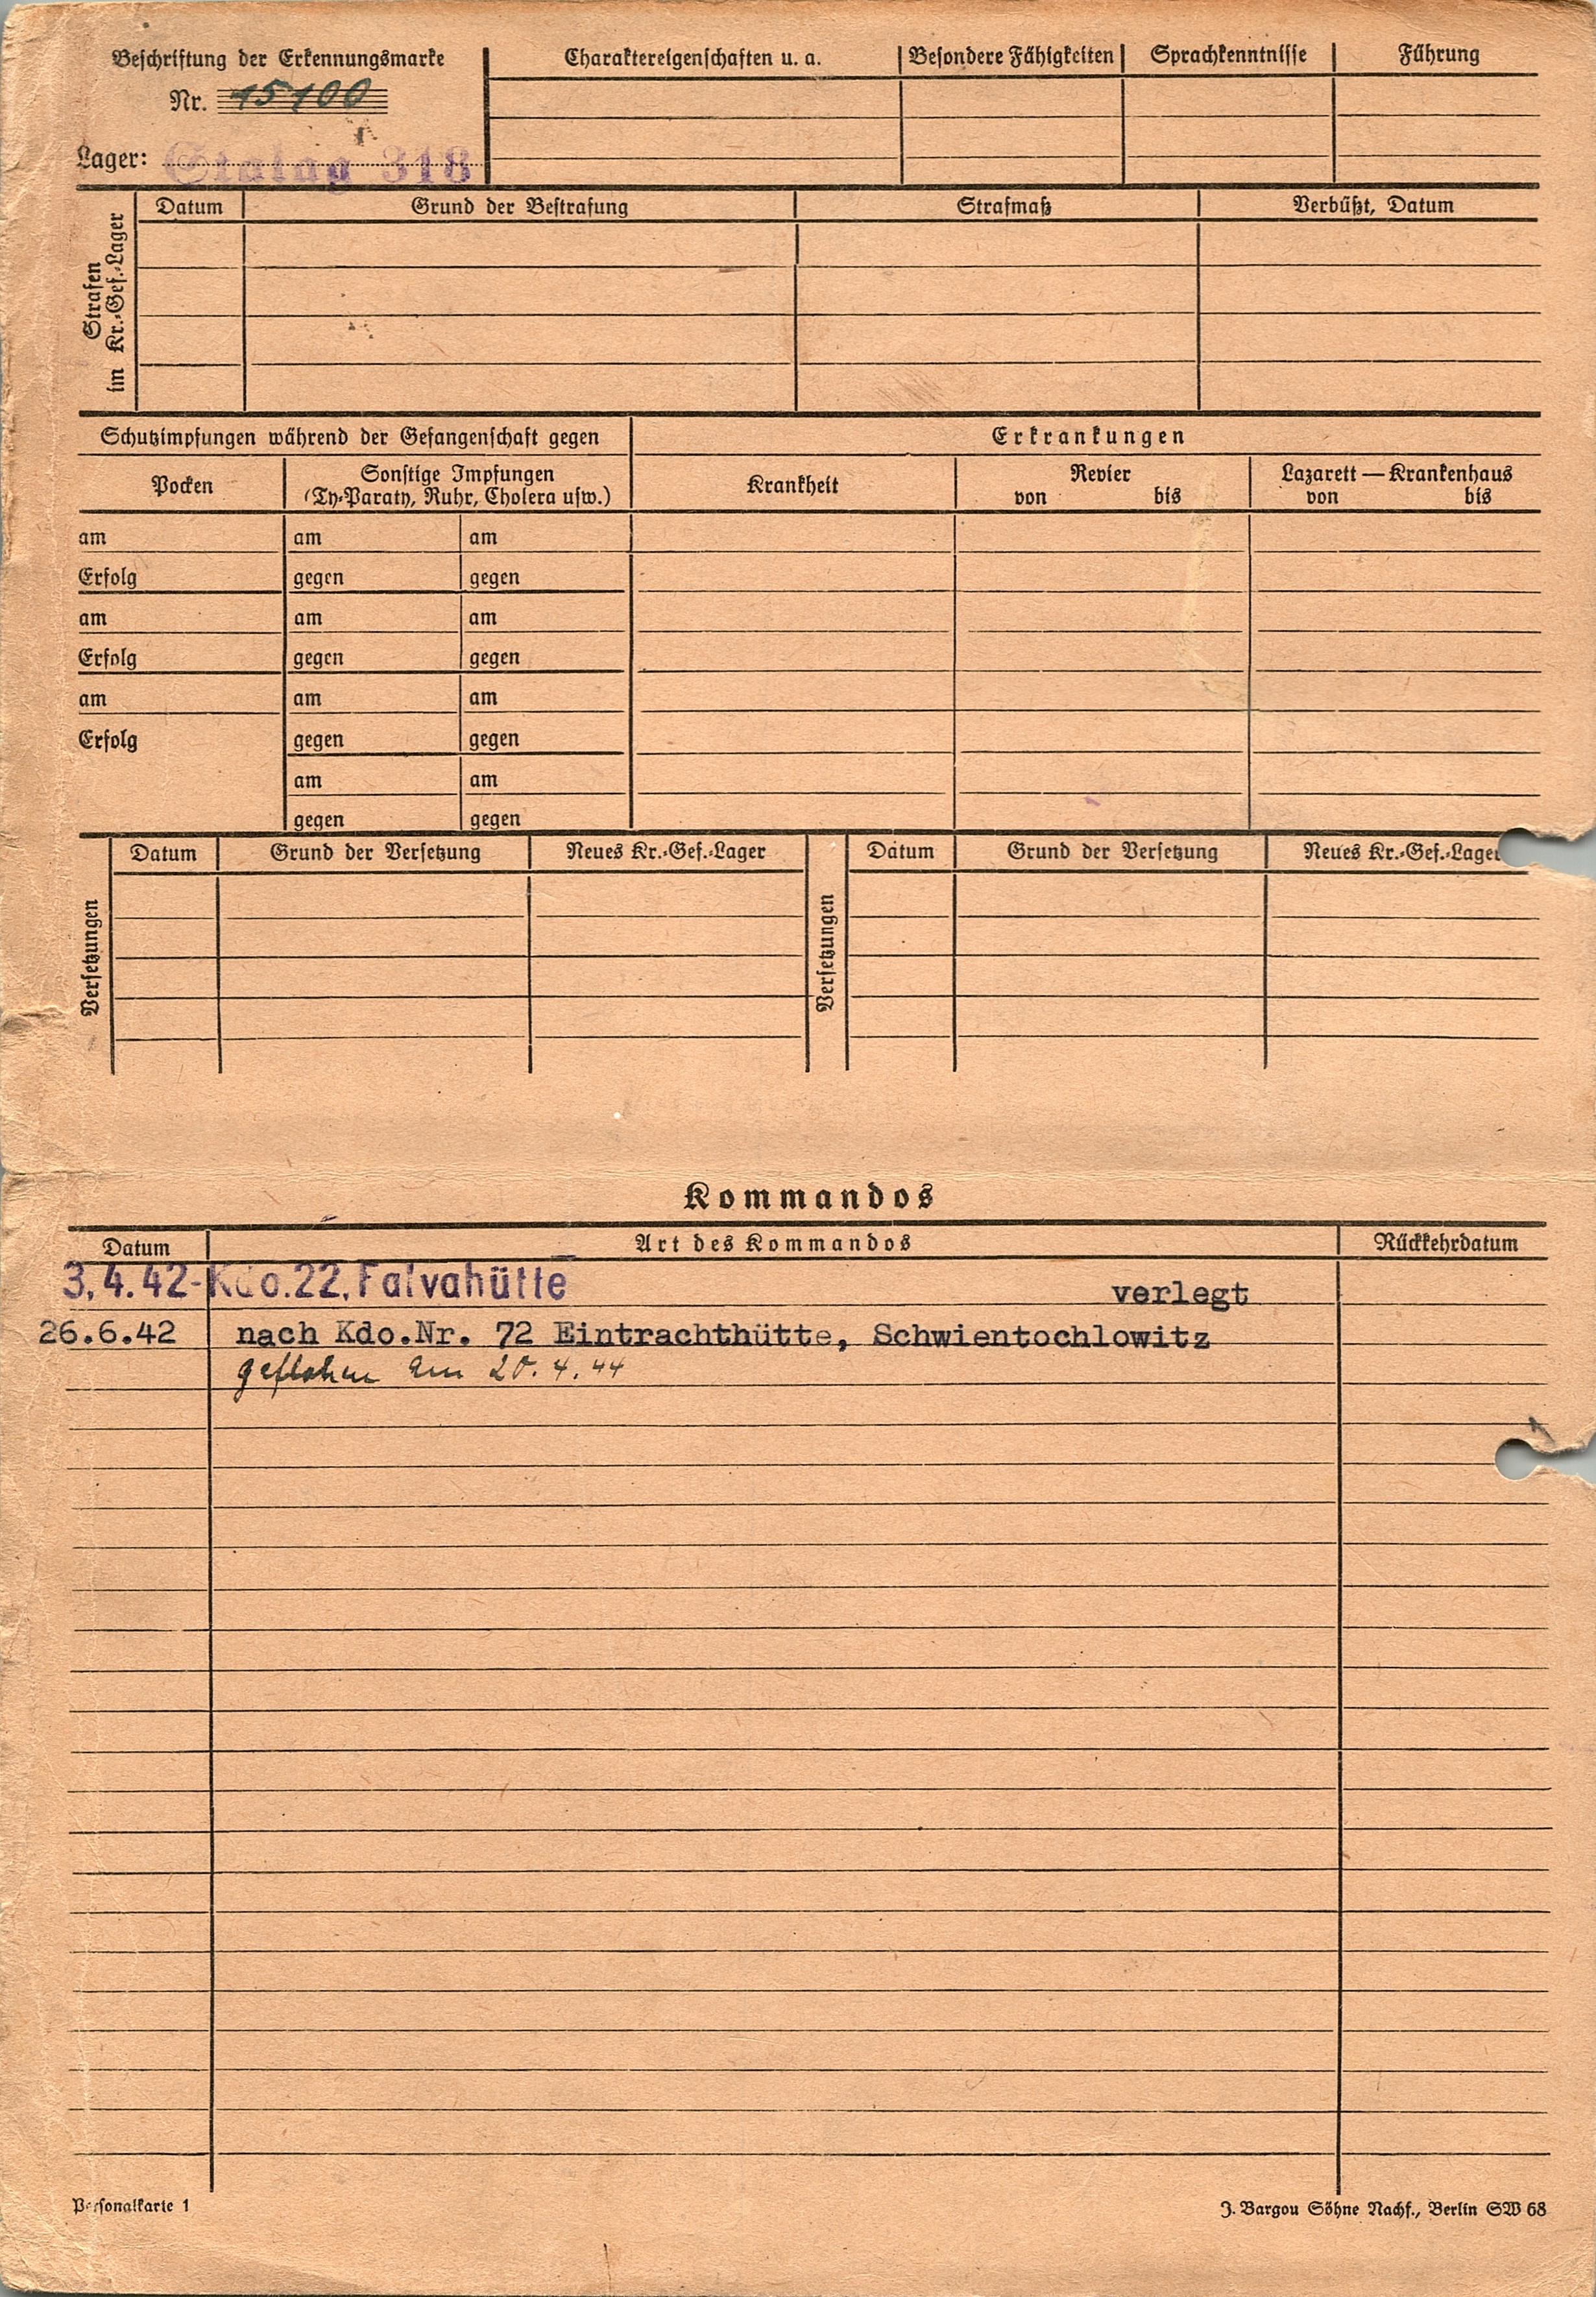 Beschriftung der Erkennungsmarke
Nr. 15100
Lager: Stalag 318
Charaktereigenschaften u. a. Besondere Fähigkeiten Sprachkenntnisse Führung
Strafen
im Kr.-Gef.-Lager
Datum Grund der Bestrafung Strafmaß Verbüßt, Datum
Schutzimpfungen während der Gefangenschaft gegen Erkrankungen
Pocken Sonstige Impfungen Krankheit Revier Lazarett — Krankenhaus
(Ty-Paraty, Ruhr, Cholera usw.) von bis von bis
am am am
Erfolg gegen gegen
am am am
Erfolg gegen gegen
am am am
Erfolg gegen gegen
am am
gegen gegen
Versetzungen
Datum Grund der Versetzung Neues Kr.-Gef.-Lager
Versetzungen
Datum Grund der Versetzung Neues Kr.-Gef.-Lager
Kommandos
Datum Art des Kommandos Rückkehrdatum
3.4.42-Kdo.22, Falvahütte verlegt
26.6.42 nach Kdo.Nr. 72 Eintrachthütte, Schwientochlowitz
geflohen am 20.4.44
Personalkarte 1 J. Bargou Söhne Nachf., Berlin SW 68